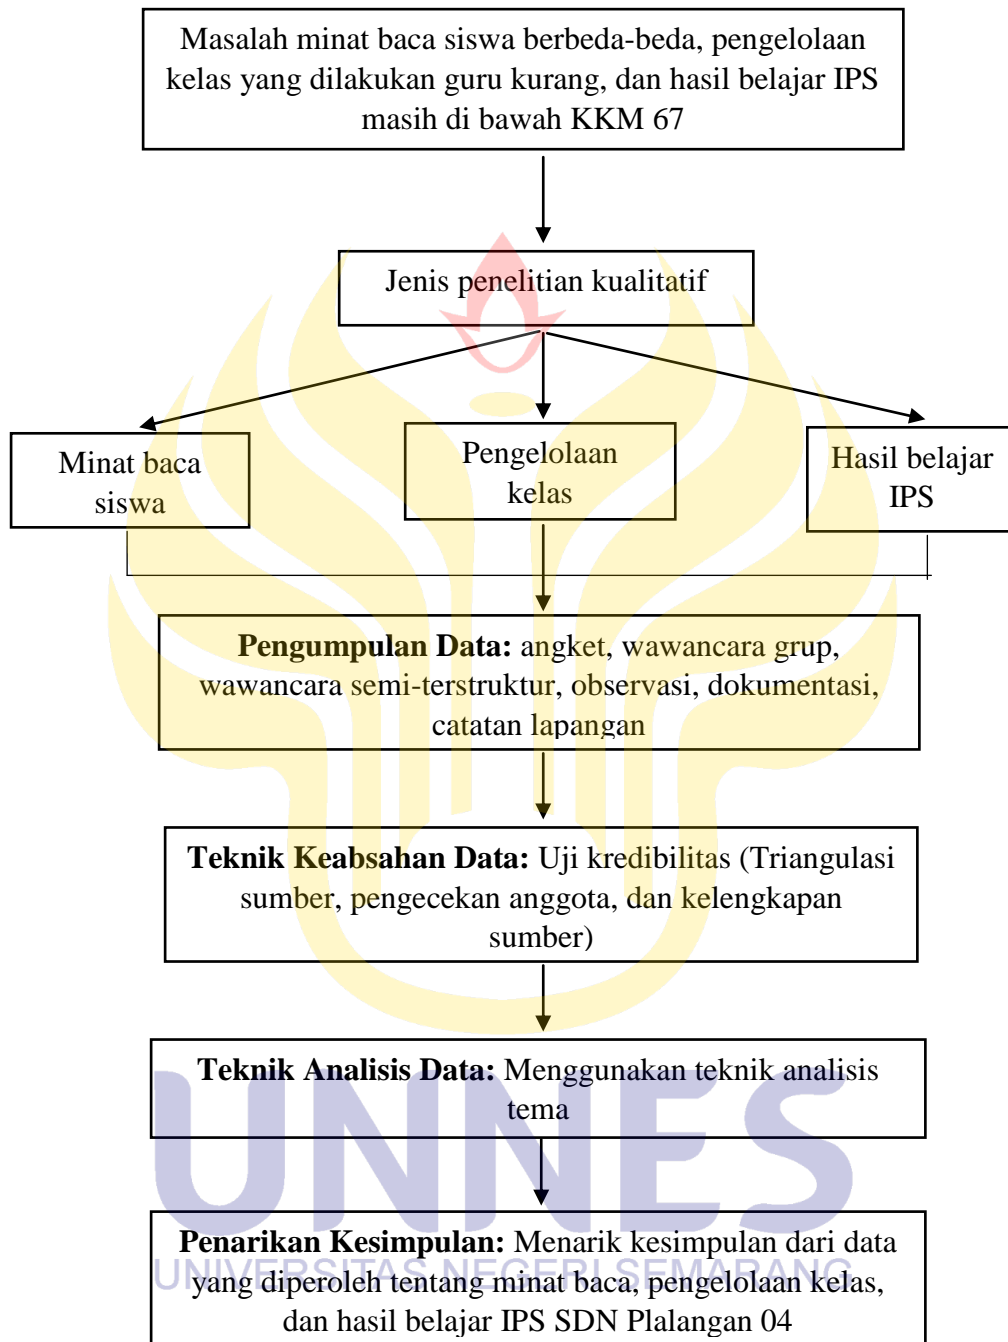 Masalah minat baca siswa berbeda-beda, pengelolaan
kelas yang dilakukan guru kurang, dan hasil belajar IPS
masih di bawah KKM 67
Jenis penelitian kualitatif
Minat baca
siswa
Pengelolaan
kelas
Hasil belajar
IPS
Pengumpulan Data: angket, wawancara grup,
wawancara semi-terstruktur, observasi, dokumentasi,
catatan lapangan
Teknik Keabsahan Data: Uji kredibilitas (Triangulasi
sumber, pengecekan anggota, dan kelengkapan
sumber)
Teknik Analisis Data: Menggunakan teknik analisis
tema
UNNES
Penarikan Kesimpulan: Menarik kesimpulan dari data
yang diperoleh tentang minat baca, pengelolaan kelas,
UNIVERSITAS NEGERI SEMARANG
dan hasil belajar IPS SDN Plalangan 04